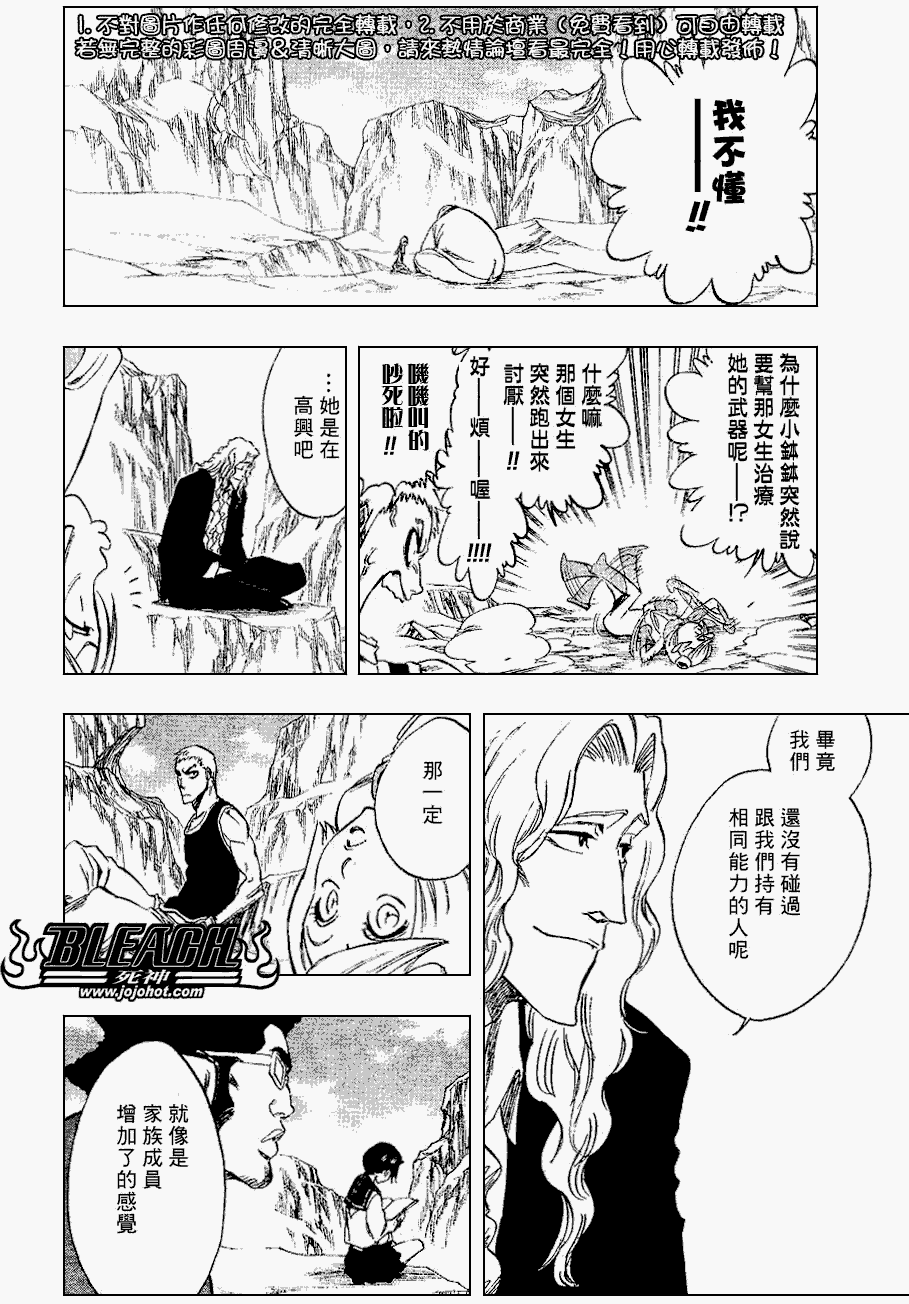 1. 不對圖片作任何修改的完全轉載，2. 不用於商業（免費看到）可自由轉載
若無完整的彩圖周漫&清晰大圖，請來熱情論壇看最完全！用心轉載發佈！
我不懂
——!!
為什麼小缽缽突然說
要幫那女生治療
她的武器呢——!?
什麼嘛
那個女生
突然跑出來
討厭——!!
好——煩——喔——!!!!
嘰嘰叫的
吵死啦!!
…她是在
高興吧
畢竟
我們
還沒有碰過
跟我們持有
相同能力的人呢
那一定
BLEACH
死神
www.jojohot.com
就像是
家族成員
增加了的感覺